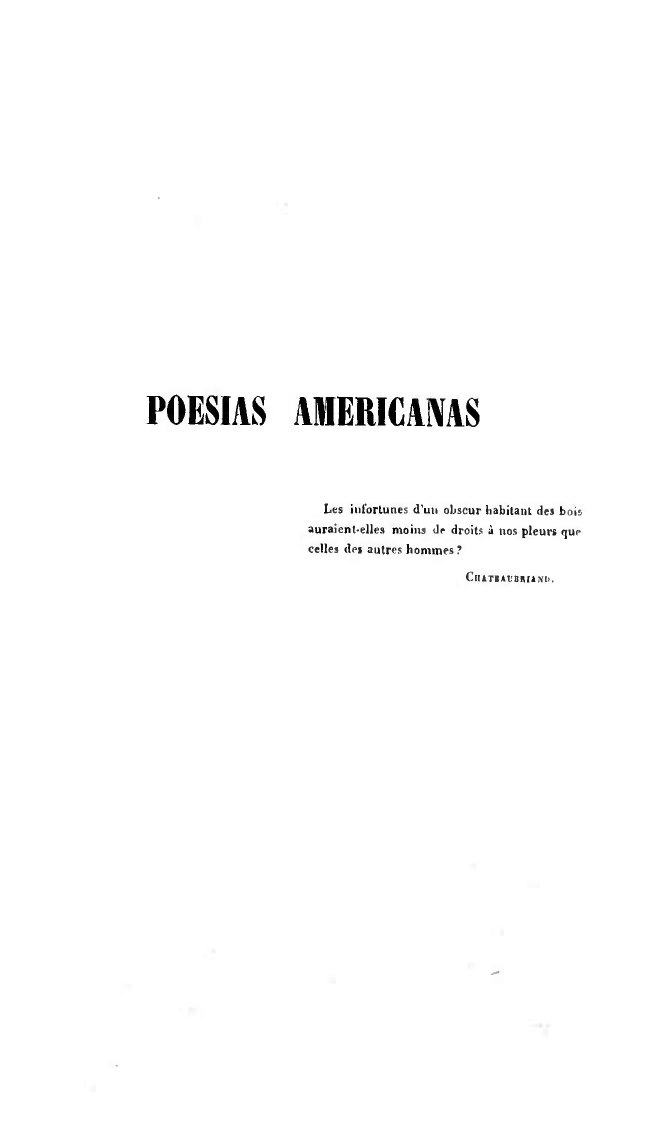 POESIAS AMERICANAS
Les infortunes d'un obscur habitant des bois
auraient-elles moins de droits à nos pleurs que
celles des autres hommes ?
CHATEAUBRIAND.